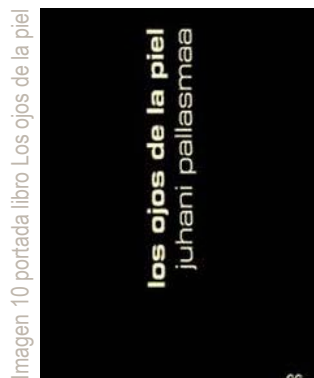 Imagen 10 portada libro Los ojos de la piel
los ojos de la piel
juhani pallasmaa